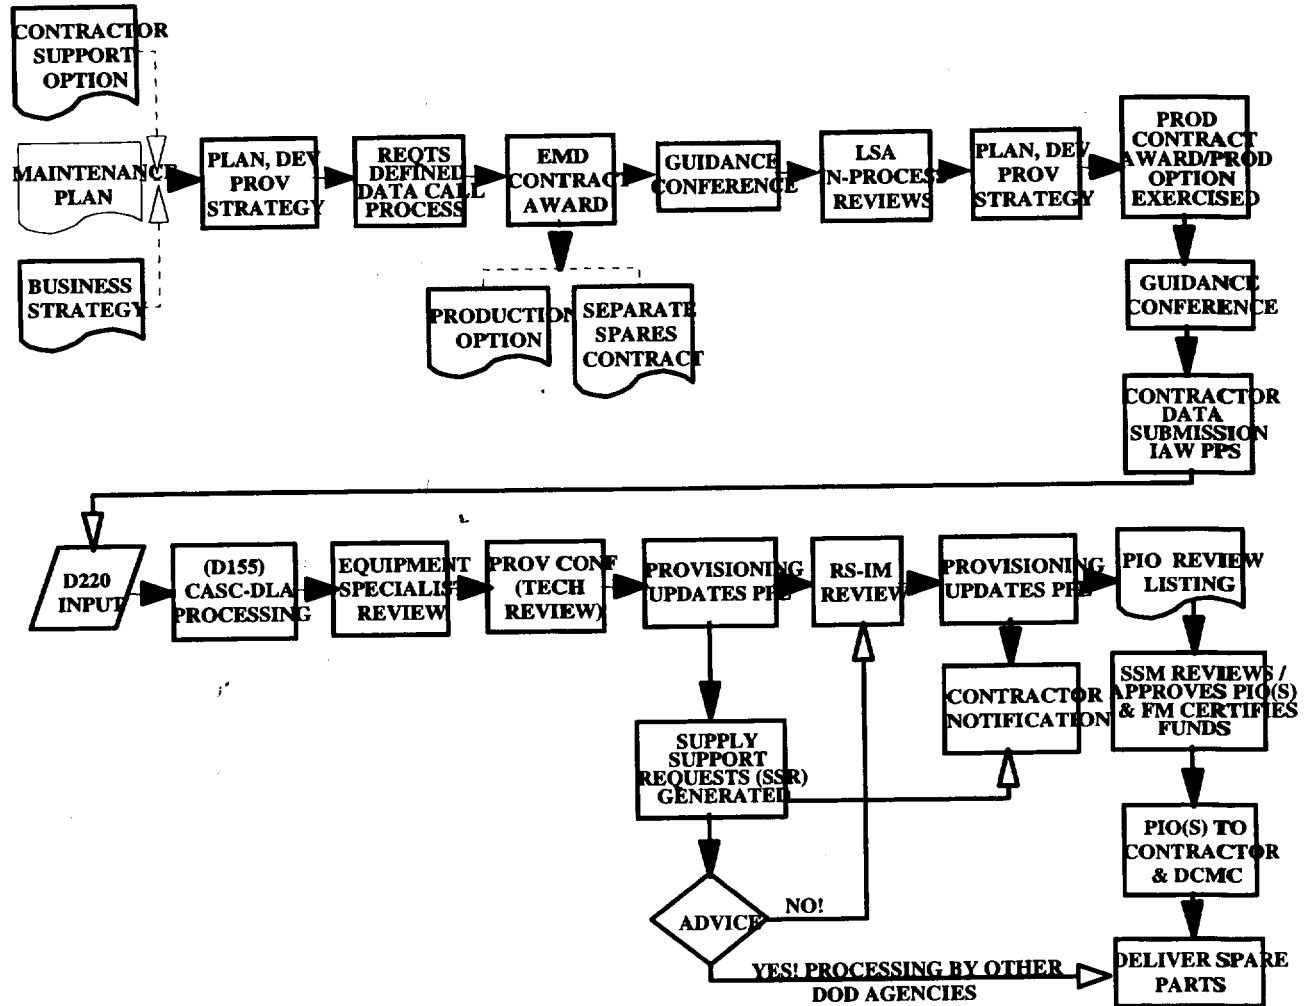 CONTRACTOR
SUPPORT
OPTION
MAINTENANCE
PLAN
BUSINESS
STRATEGY
PLAN, DEV
PROV
STRATEGY
REQTS
DEFINED
DATA CALL
PROCESS
EMD
CONTRACT
AWARD
PRODUCTION
OPTION
SEPARATE
SPARES
CONTRACT
GUIDANCE
CONFERENCE
LSA
IN-PROCESS
REVIEWS
PLAN, DEV
PROV
STRATEGY
PROD
CONTRACT
AWARD/PROD
OPTION
EXERCISED
GUIDANCE
CONFERENCE
CONTRACTOR
DATA
SUBMISSION
IAW PPS
D220
INPUT
(D155)
CASC-DLA
PROCESSING
EQUIPMENT
SPECIALIST
REVIEW
PROV CONF
(TECH
REVIEW)
PROVISIONING
UPDATES PPL
RS-IM
REVIEW
PROVISIONING
UPDATES PPL
PIO REVIEW
LISTING
SUPPLY
SUPPORT
REQUESTS (SSR)
GENERATED
CONTRACTOR
NOTIFICATION
SSM REVIEWS /
APPROVES PIO(S)
& FM CERTIFIES
FUNDS
PIO(S) TO
CONTRACTOR
& DCMC
ADVICE
NO!
YES! PROCESSING BY OTHER
DOD AGENCIES
DELIVER SPARE
PARTS